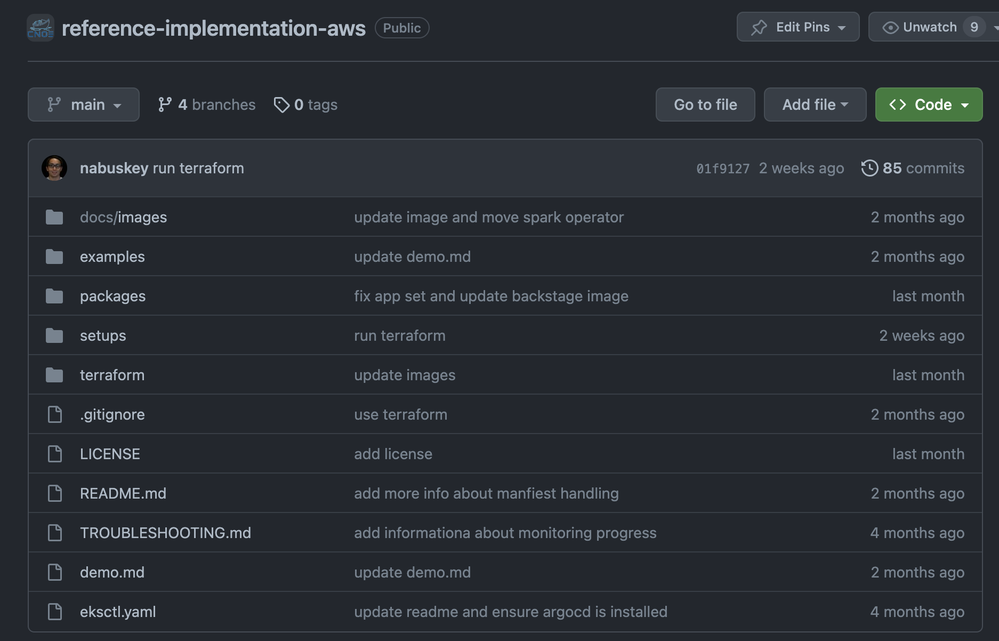 CNOE reference-implementation-aws Public Edit Pins Unwatch 9
main 4 branches 0 tags Go to file Add file <> Code
nabuskey run terraform 01f9127 2 weeks ago 85 commits
docs/images update image and move spark operator 2 months ago
examples update demo.md 2 months ago
packages fix app set and update backstage image last month
setups run terraform 2 weeks ago
terraform update images last month
.gitignore use terraform 2 months ago
LICENSE add license last month
README.md add more info about manfiest handling 2 months ago
TROUBLESHOOTING.md add informationa about monitoring progress 4 months ago
demo.md update demo.md 2 months ago
eksctl.yaml update readme and ensure argocd is installed 4 months ago